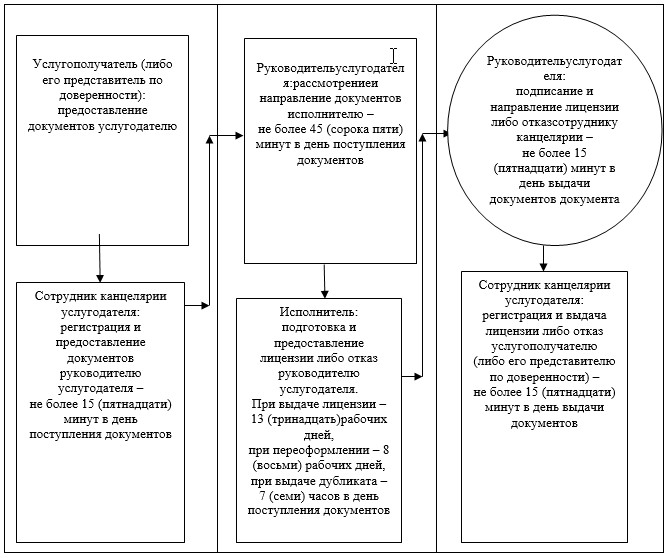 Услугополучатель (либо
его представитель по
доверенности):
предоставление
документов услугодателю
Сотрудник канцелярии
услугодателя:
регистрация и
предоставление
документов
руководителю
услугодателя –
не более 15 (пятнадцати)
минут в день
поступления документов
Руководительуслугодател
я:рассмотрениеи
направление документов
исполнителю –
не более 45 (сорока пяти)
минут в день поступления
документов
Исполнитель:
подготовка и
предоставление
лицензии либо отказ
руководителю
услугодателя.
При выдаче лицензии –
13 (тринадцать)рабочих
дней,
при переоформлении – 8
(восьми) рабочих дней,
при выдаче дубликата –
7 (семи) часов в день
поступления документов
Руководительуслугодат
еля:
подписание и
направление лицензии
либо отказсотруднику
канцелярии –
не более 15
(пятнадцати) минут в
день выдачи
документов документа
Сотрудник канцелярии
услугодателя:
регистрация и выдача
лицензии либо отказ
услугополучателю
(либо его представителю
по доверенности) –
не более 15 (пятнадцати)
минут в день выдачи
документов